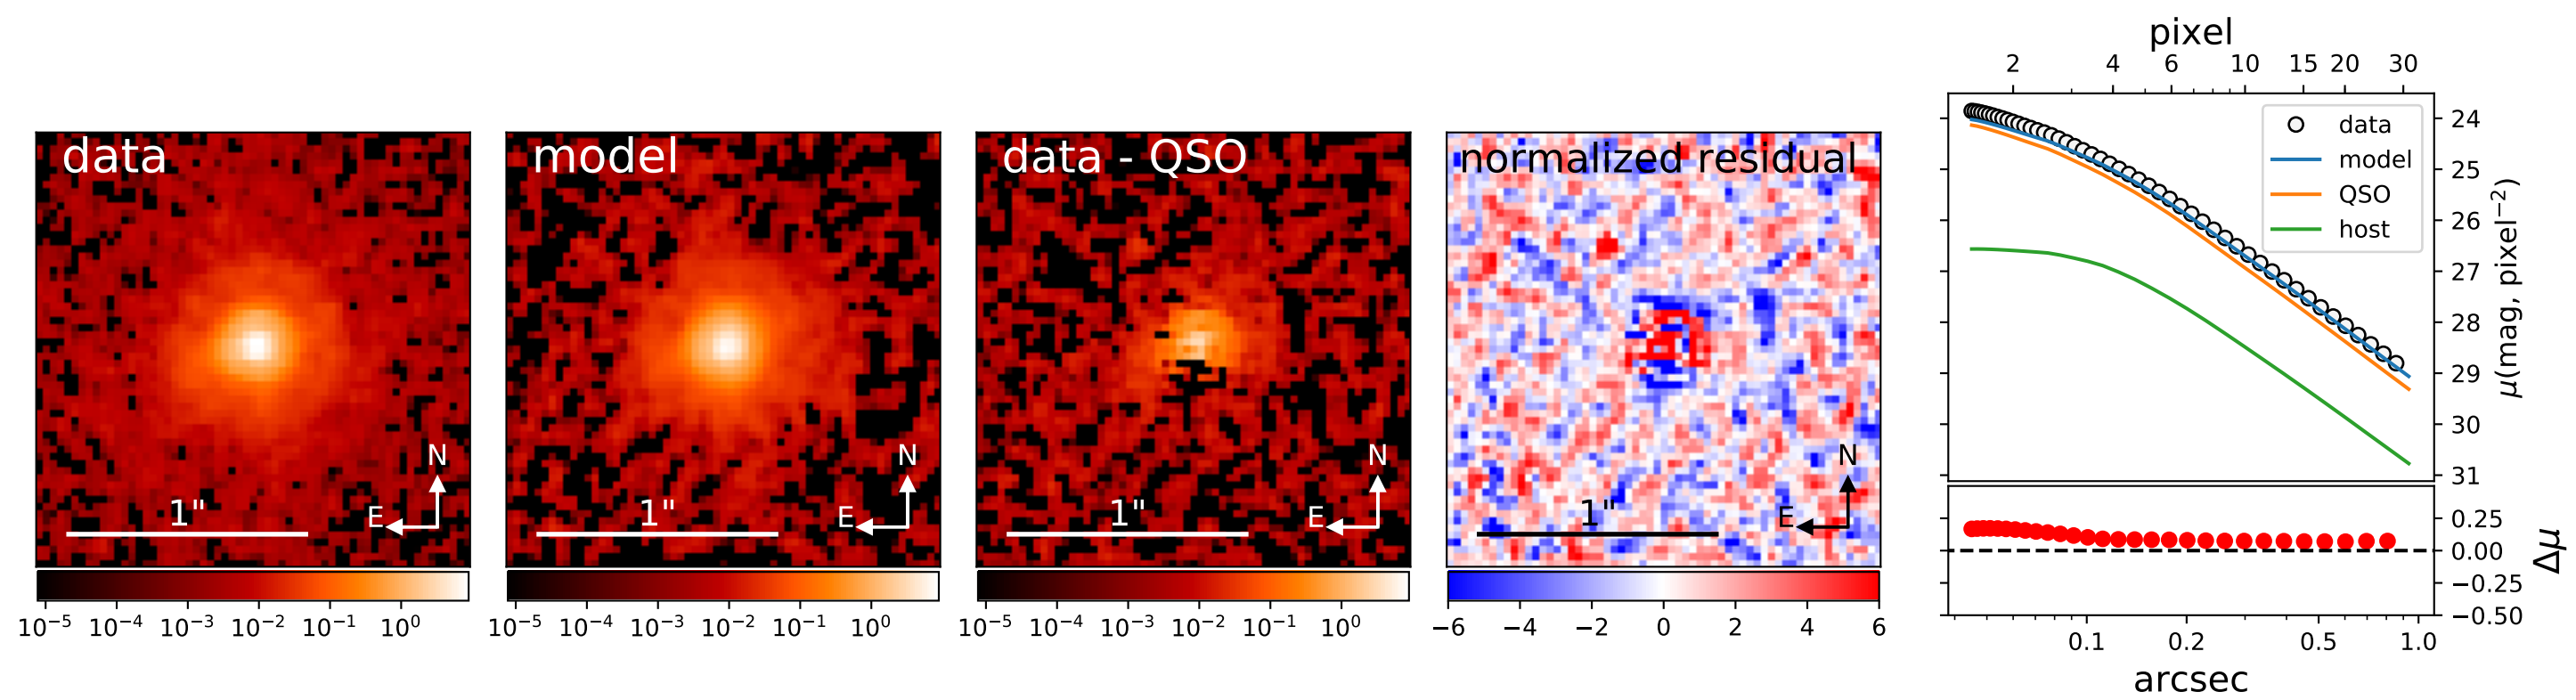 data
N
E
1"
10⁻⁵ 10⁻⁴ 10⁻³ 10⁻² 10⁻¹ 10⁰
model
N
E
1"
10⁻⁵ 10⁻⁴ 10⁻³ 10⁻² 10⁻¹ 10⁰
data - QSO
N
E
1"
10⁻⁵ 10⁻⁴ 10⁻³ 10⁻² 10⁻¹ 10⁰
normalized residual
N
E
1"
−6 −4 −2 0 2 4 6
pixel
2 4 6 10 15 20 30
data
model
QSO
host
24
25
26
27
28
29
30
31
μ(mag, pixel⁻²)
0.25
0.00
−0.25
−0.50
Δμ
0.1 0.2 0.5 1.0
arcsec